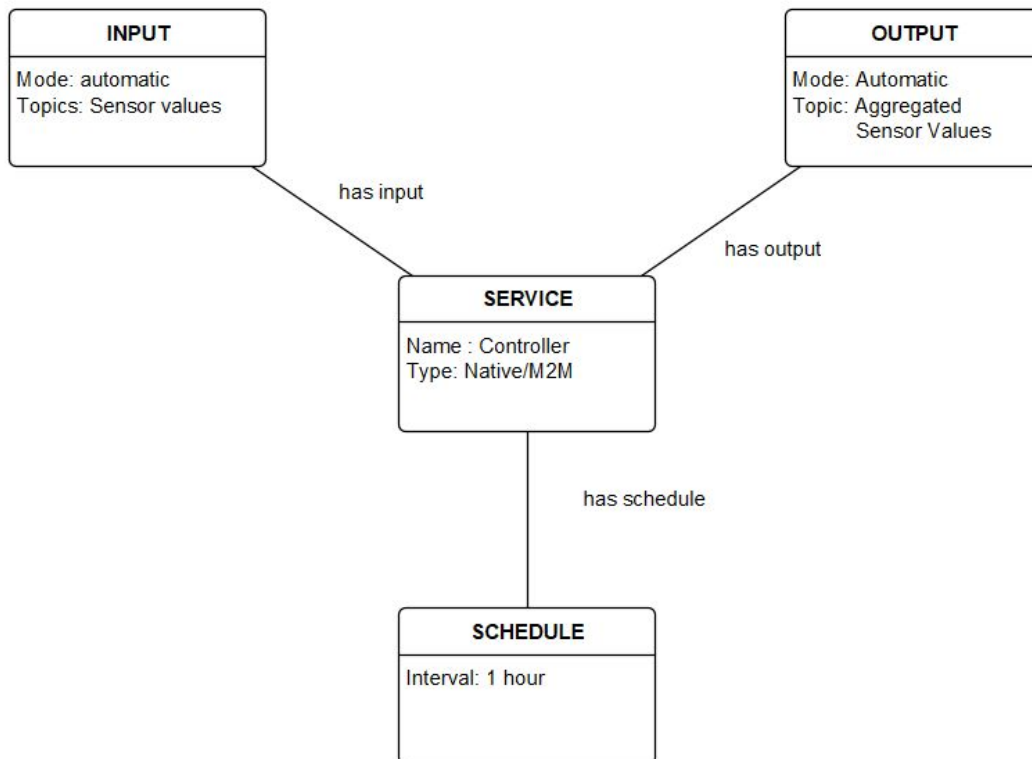 INPUT
Mode: automatic
Topics: Sensor values
OUTPUT
Mode: Automatic
Topic: Aggregated
Sensor Values
has input
has output
SERVICE
Name : Controller
Type: Native/M2M
has schedule
SCHEDULE
Interval: 1 hour